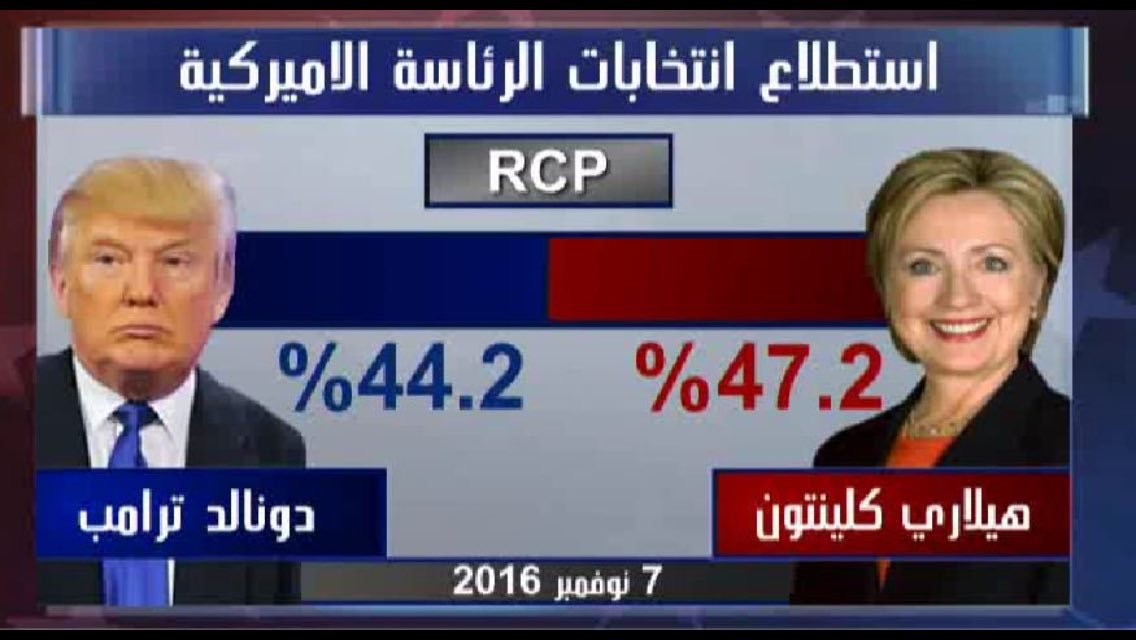 استطلاع انتخابات الرئاسة الاميركية
RCP
%47.2
%44.2
هيلاري كلينتون
دونالد ترامب
7 نوفمبر 2016